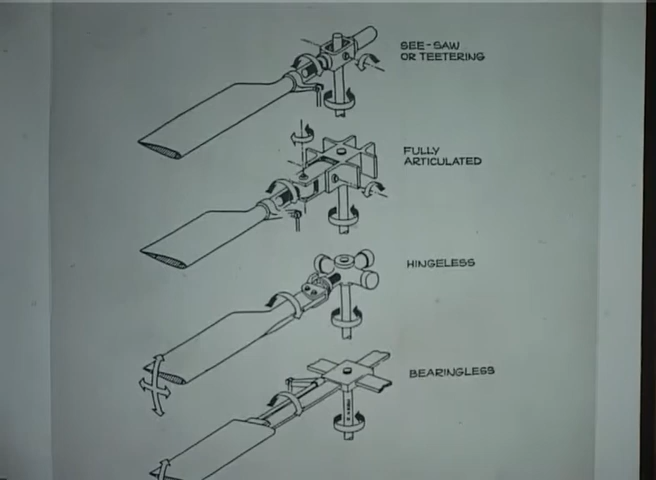 SEE-SAW
OR TEETERING
FULLY
ARTICULATED
HINGELESS
BEARINGLESS